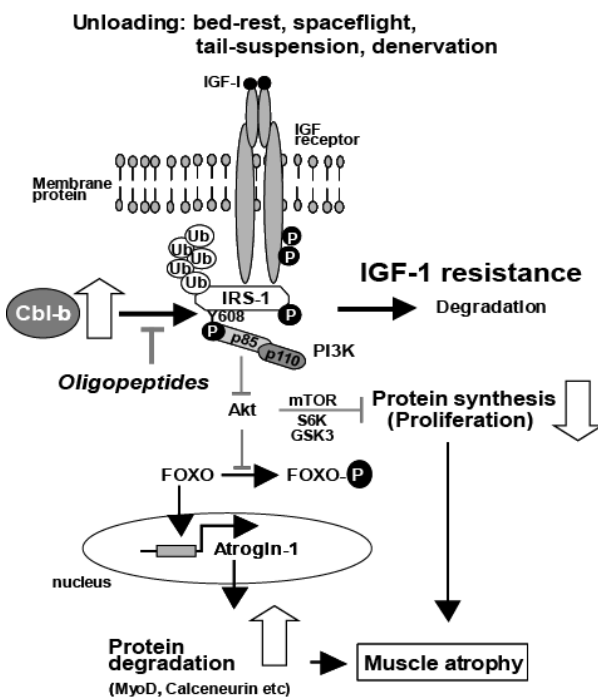 Unloading: bed-rest, spaceflight,
tail-suspension, denervation
IGF-I
IGF
receptor
Membrane
protein
Ub
Ub
Ub
Ub
Ub
Ub
P
P
IGF-1 resistance
Cbl-b
IRS-1
Degradation
Y608
P
P
p85
p110
PI3K
Oligopeptides
Akt
mTOR
S6K
GSK3
Protein synthesis
(Proliferation)
FOXO
FOXO-P
AtrogIn-1
nucleus
Protein
degradation
(MyoD, Calceneurin etc)
Muscle atrophy